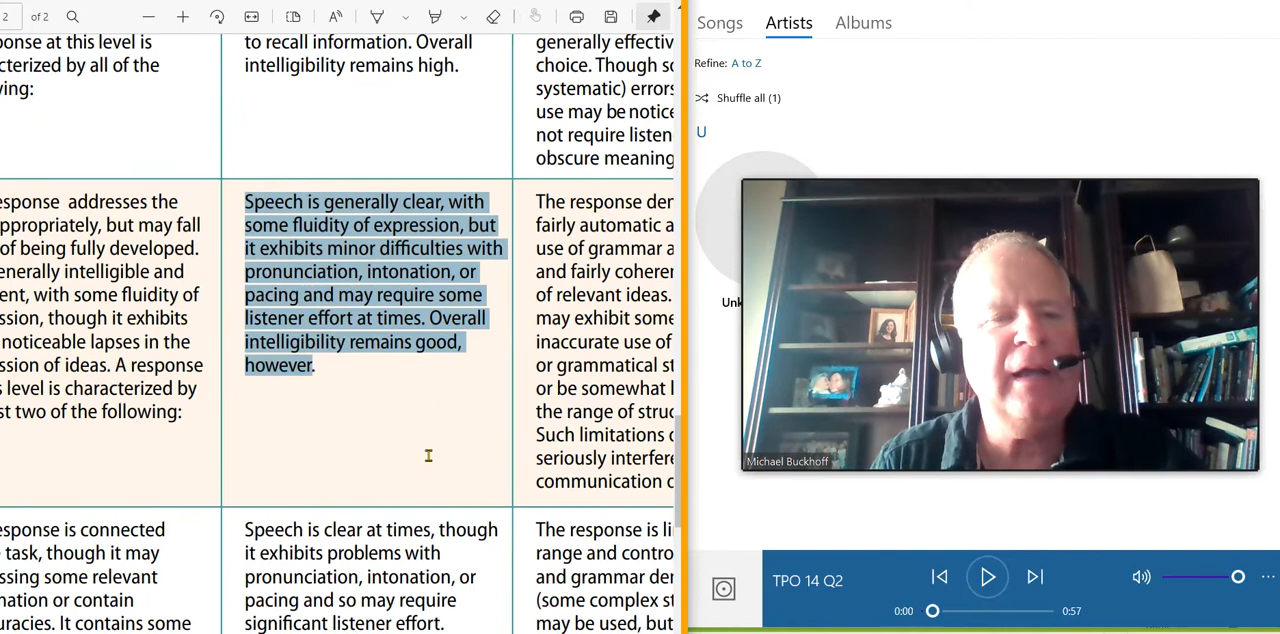 2
of 2
onse at this level is
cterized by all of the
ving:
to recall information. Overall
intelligibility remains high.
generally effectiv
choice. Though so
systematic) errors
use may be notice
not require listen
obscure meaning
esponse addresses the
ppropriately, but may fall
of being fully developed.
enerally intelligible and
ent, with some fluidity of
ssion, though it exhibits
noticeable lapses in the
ssion of ideas. A response
s level is characterized by
st two of the following:
Speech is generally clear, with
some fluidity of expression, but
it exhibits minor difficulties with
pronunciation, intonation, or
pacing and may require some
listener effort at times. Overall
intelligibility remains good,
however.
The response der
fairly automatic a
use of grammar a
and fairly coheren
of relevant ideas.
may exhibit some
inaccurate use of
or grammatical st
or be somewhat l
the range of struc
Such limitations d
seriously interfere
communication o
esponse is connected
task, though it may
ssing some relevant
mation or contain
uracies. It contains some
Speech is clear at times, though
it exhibits problems with
pronunciation, intonation, or
pacing and so may require
significant listener effort.
The response is li
range and contro
and grammar der
(some complex st
may be used, but
Songs Artists Albums
Refine: A to Z
Shuffle all (1)
U
Unk
Michael Buckhoff
TPO 14 Q2
0:00
0:57